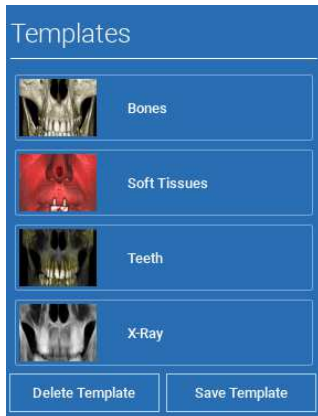 Templates
Bones
Soft Tissues
Teeth
X-Ray
Delete Template
Save Template